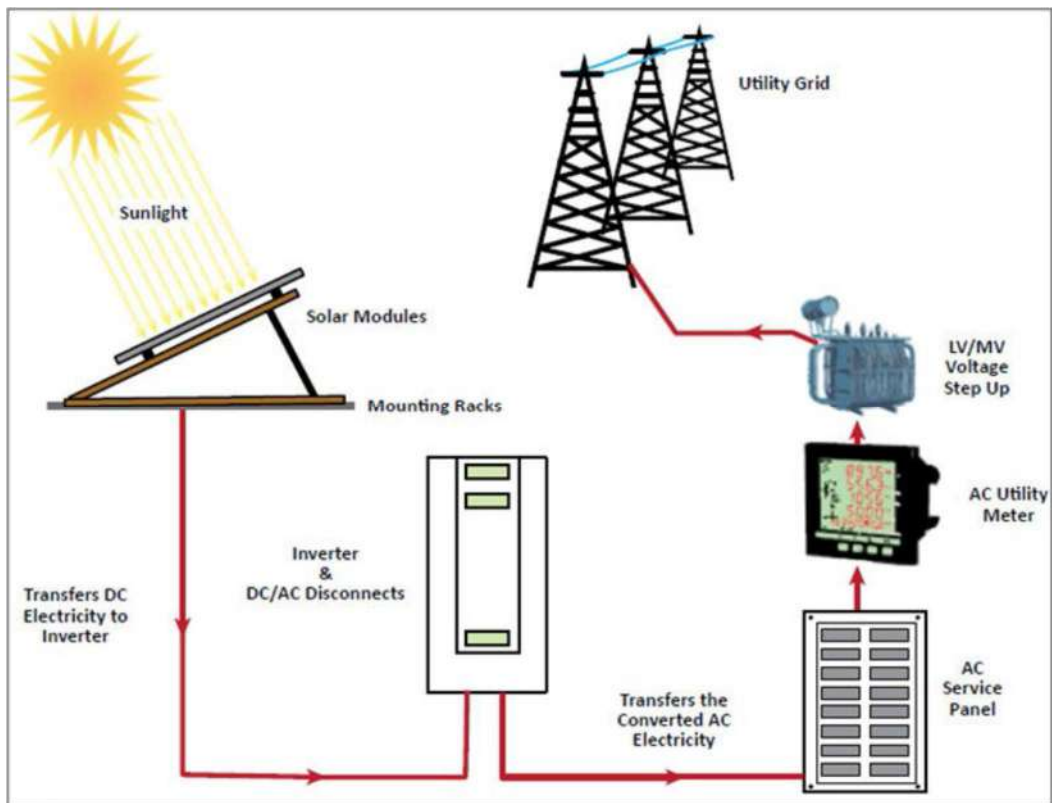 Utility Grid
Sunlight
Solar Modules
LV/MV
Voltage
Step Up
Mounting Racks
AC Utility
Meter
Inverter
&
DC/AC Disconnects
Transfers DC
Electricity to
Inverter
AC
Service
Panel
Transfers the
Converted AC
Electricity